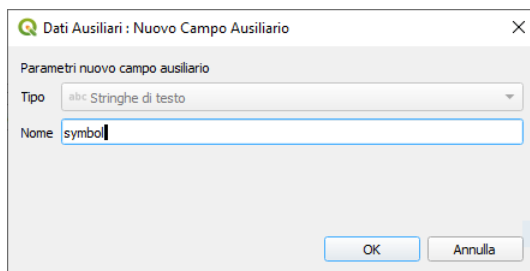 Dati Ausiliari : Nuovo Campo Ausiliario
Parametri nuovo campo ausiliario
Tipo abc Stringhe di testo
Nome symbol
OK Annulla